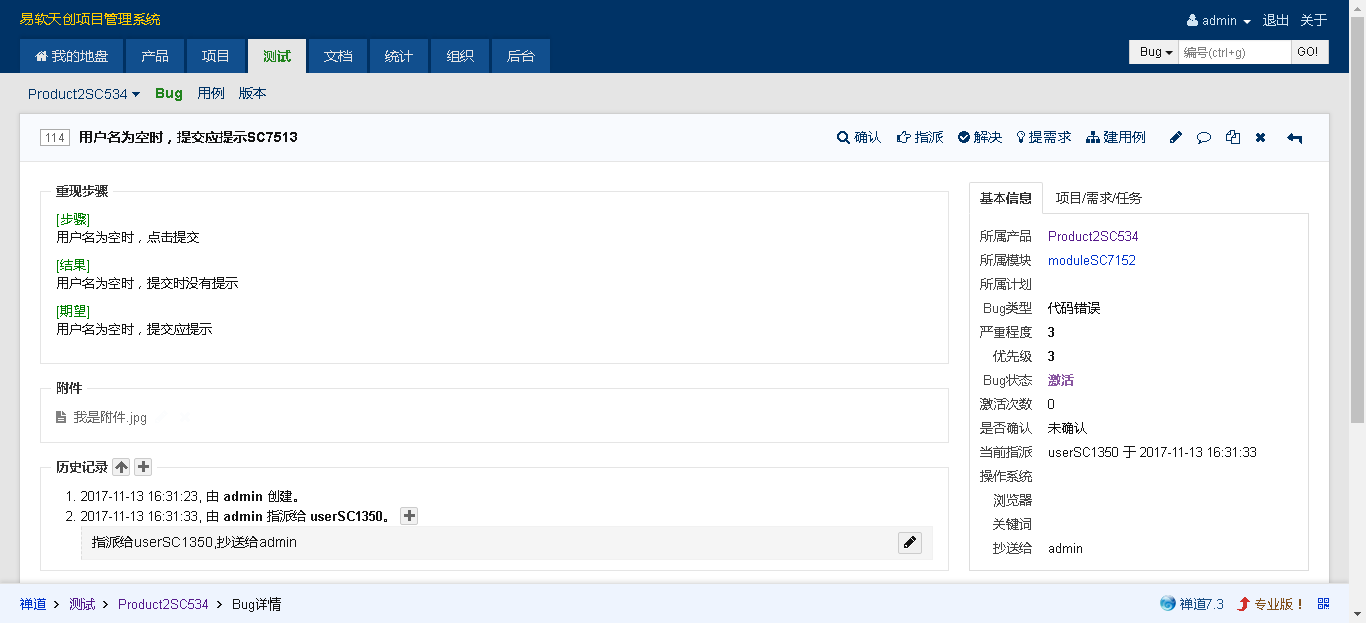 易软天创项目管理系统
admin 退出 关于
我的地盘 产品 项目 测试 文档 统计 组织 后台
Bug 编号(ctrl+g) GO!
Product2SC534 Bug 用例 版本
114 用户名为空时，提交应提示SC7513
确认 指派 解决 提需求 建用例
重现步骤
[步骤]
用户名为空时，点击提交
[结果]
用户名为空时，提交时没有提示
[期望]
用户名为空时，提交应提示
附件
我是附件.jpg
历史记录
1. 2017-11-13 16:31:23, 由 admin 创建。
2. 2017-11-13 16:31:33, 由 admin 指派给 userSC1350。
指派给userSC1350,抄送给admin
基本信息 项目/需求/任务
所属产品 Product2SC534
所属模块 moduleSC7152
所属计划
Bug类型 代码错误
严重程度 3
优先级 3
Bug状态 激活
激活次数 0
是否确认 未确认
当前指派 userSC1350 于 2017-11-13 16:31:33
操作系统
浏览器
关键词
抄送给 admin
禅道 测试 Product2SC534 Bug详情
禅道7.3 专业版！